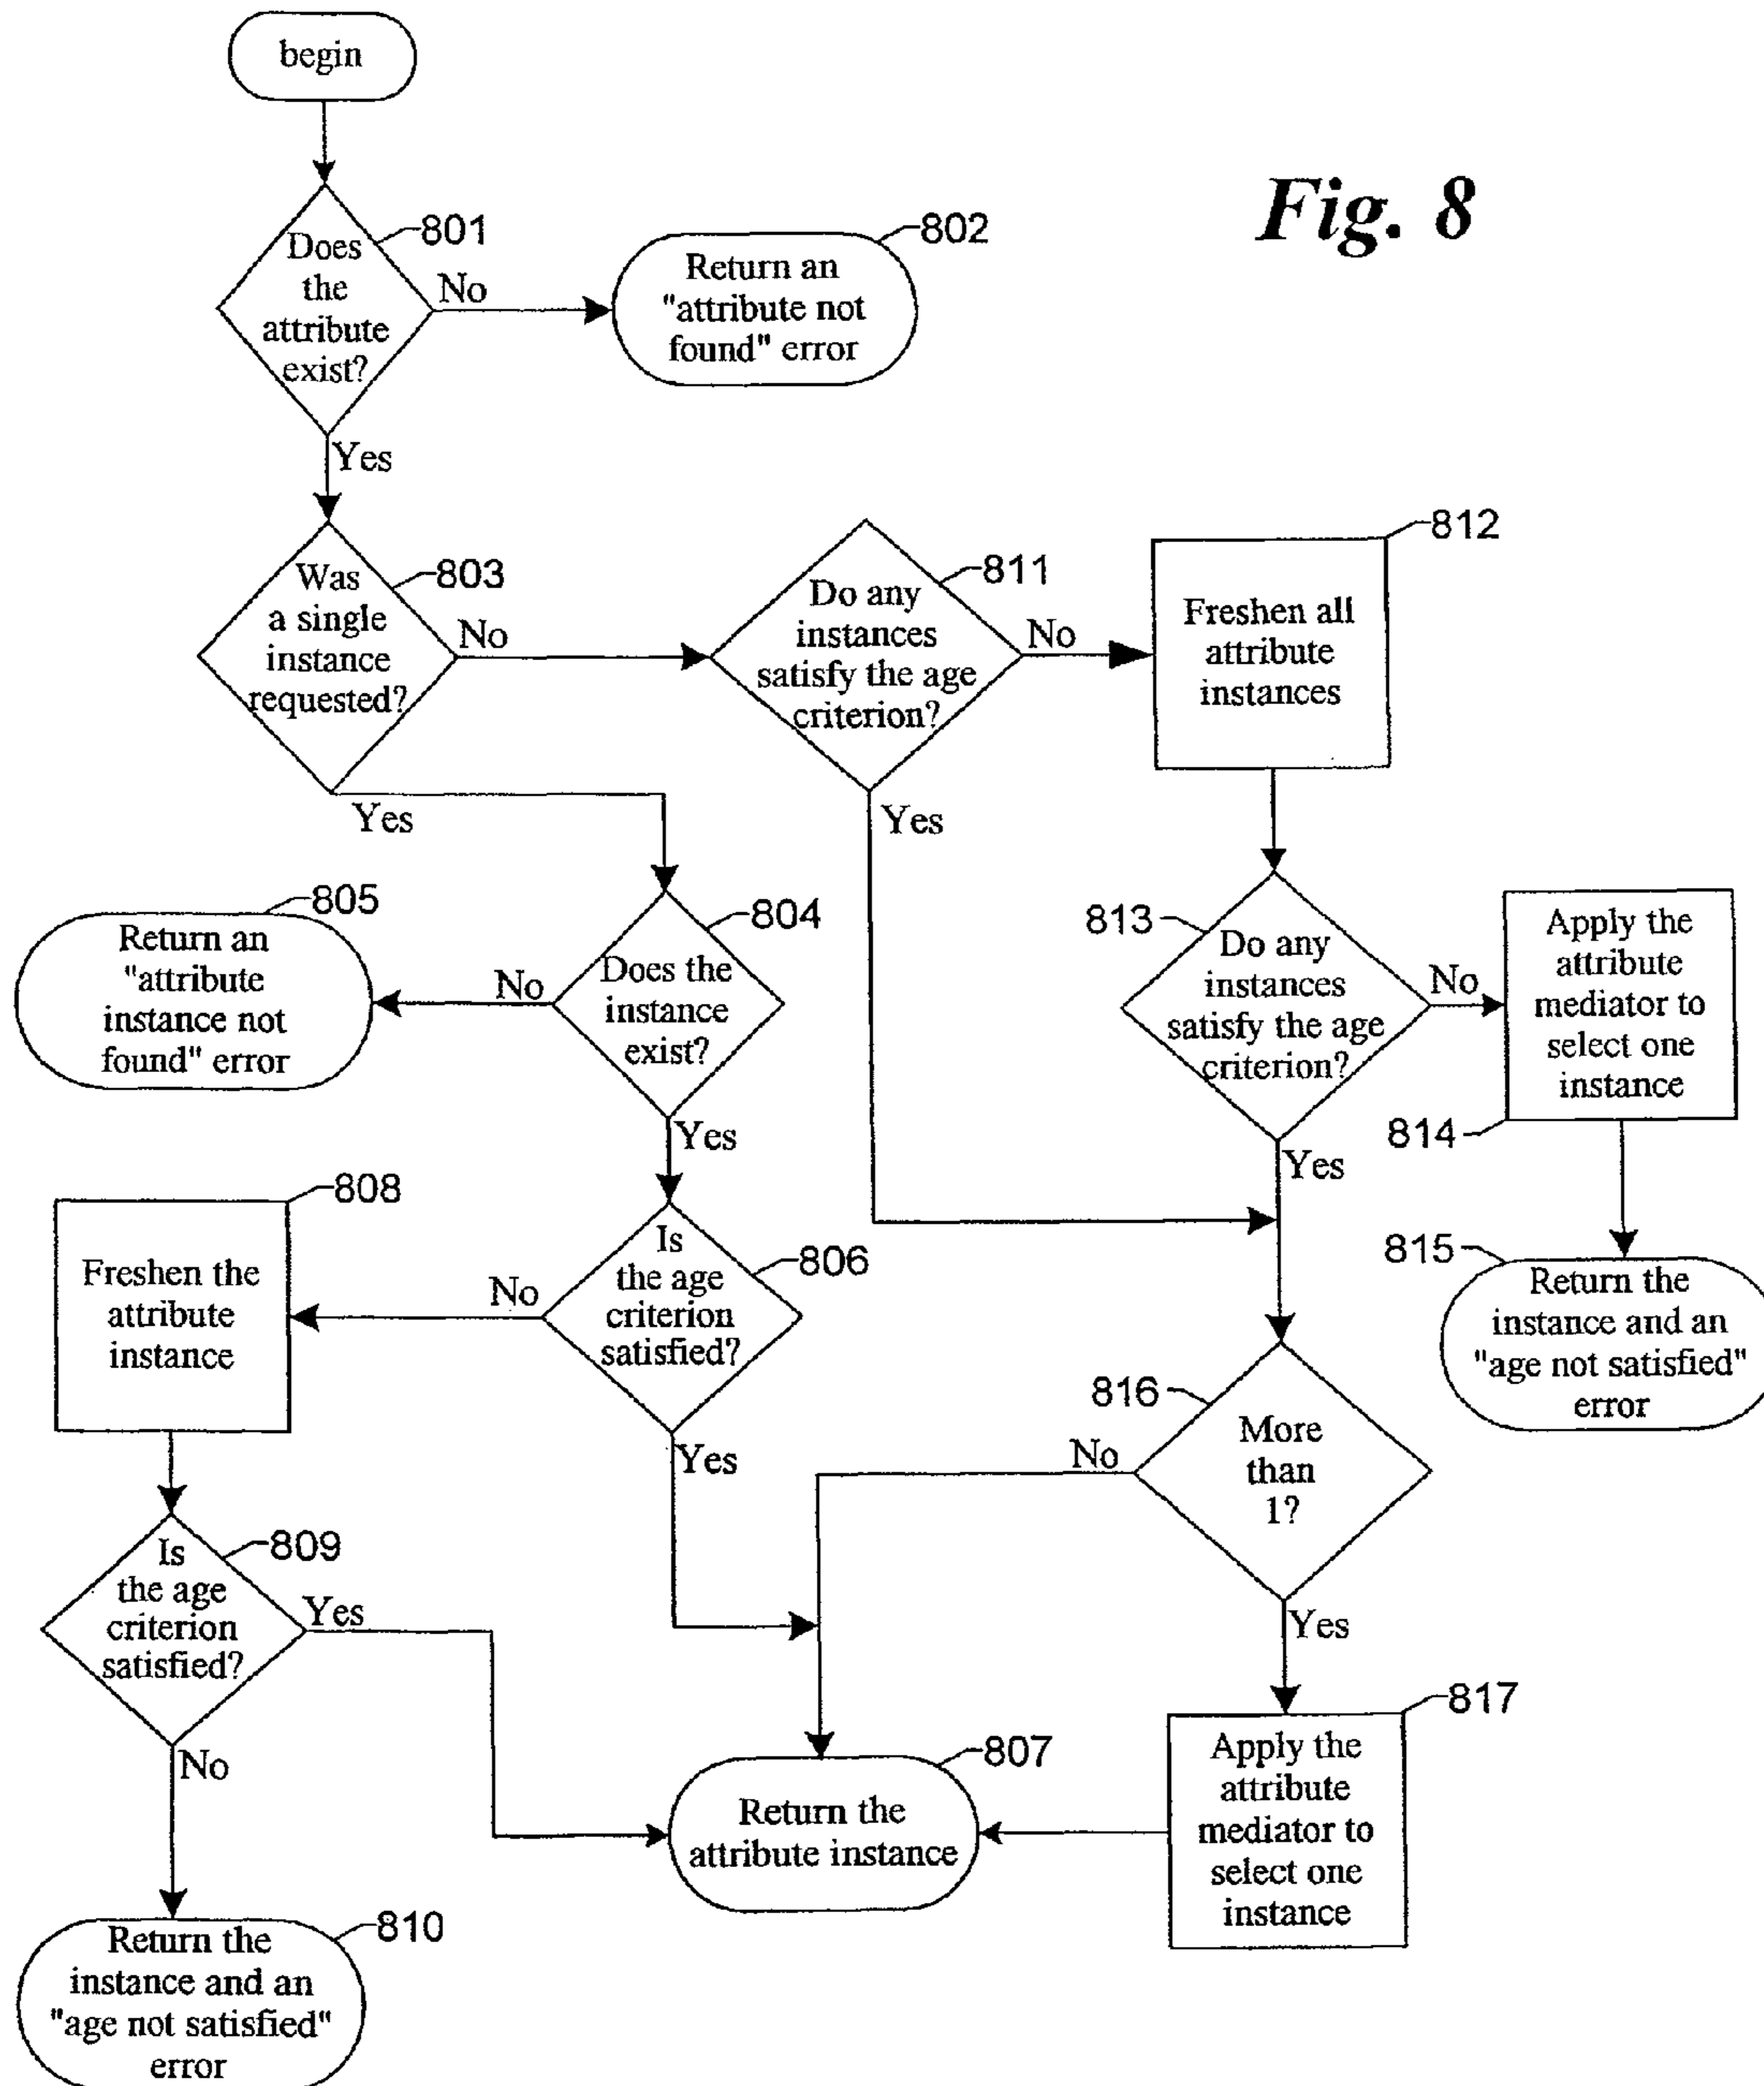 begin
Fig. 8
801
Does
the
attribute
exist?
No
802
Return an
"attribute not
found" error
Yes
803
Was
a single
instance
requested?
No
811
Do any
instances
satisfy the age
criterion?
No
812
Freshen all
attribute
instances
Yes
Yes
805
Return an
"attribute
instance not
found" error
No
804
Does the
instance
exist?
Yes
813
Do any
instances
satisfy the age
criterion?
No
Apply the
attribute
mediator to
select one
instance
814
Yes
808
Freshen the
attribute
instance
No
806
Is
the age
criterion
satisfied?
Yes
815
Return the
instance and an
"age not satisfied"
error
816
More
than
1?
No
Yes
809
Is
the age
criterion
satisfied?
Yes
No
807
Return the
attribute instance
817
Apply the
attribute
mediator to
select one
instance
810
Return the
instance and an
"age not satisfied"
error